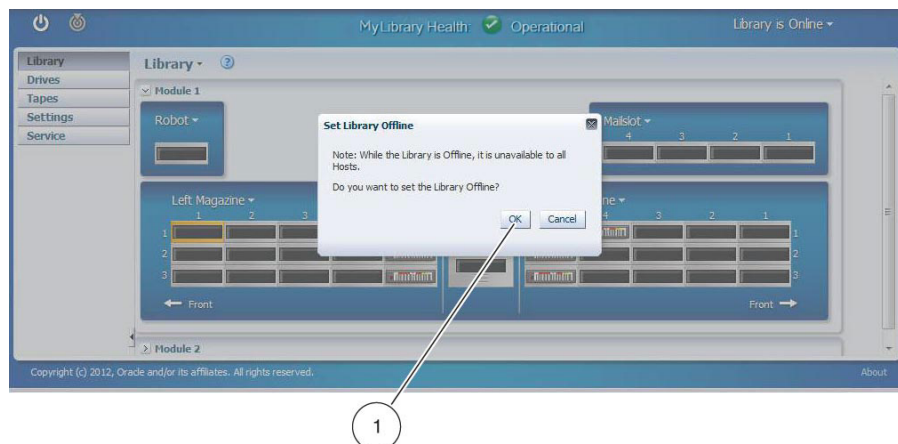 MyLibrary Health: Operational
Library is Online
Library
Drives
Tapes
Settings
Service
Library
Module 1
Robot
Mailslot
4 3 2 1
Set Library Offline
Note: While the Library is Offline, it is unavailable to all
Hosts.
Do you want to set the Library Offline?
OK Cancel
Left Magazine
1 2 3
1
2
3
Front
ne
4 3 2 1
1
2
3
Front
Module 2
Copyright (c) 2012, Oracle and/or its affiliates. All rights reserved.
About
1